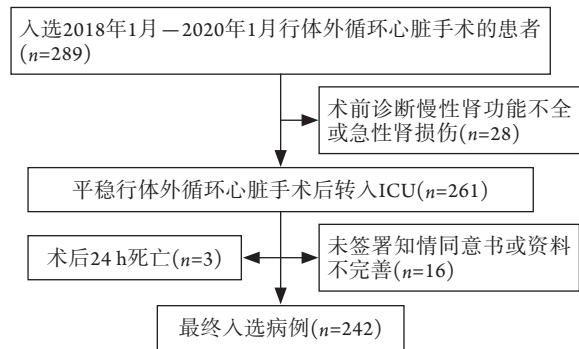 入选2018年1月—2020年1月行体外循环心脏手术的患者
(n=289)
术前诊断慢性肾功能不全
或急性肾损伤(n=28)
平稳行体外循环心脏手术后转入ICU(n=261)
术后24 h死亡(n=3)
未签署知情同意书或资料
不完善(n=16)
最终入选病例(n=242)